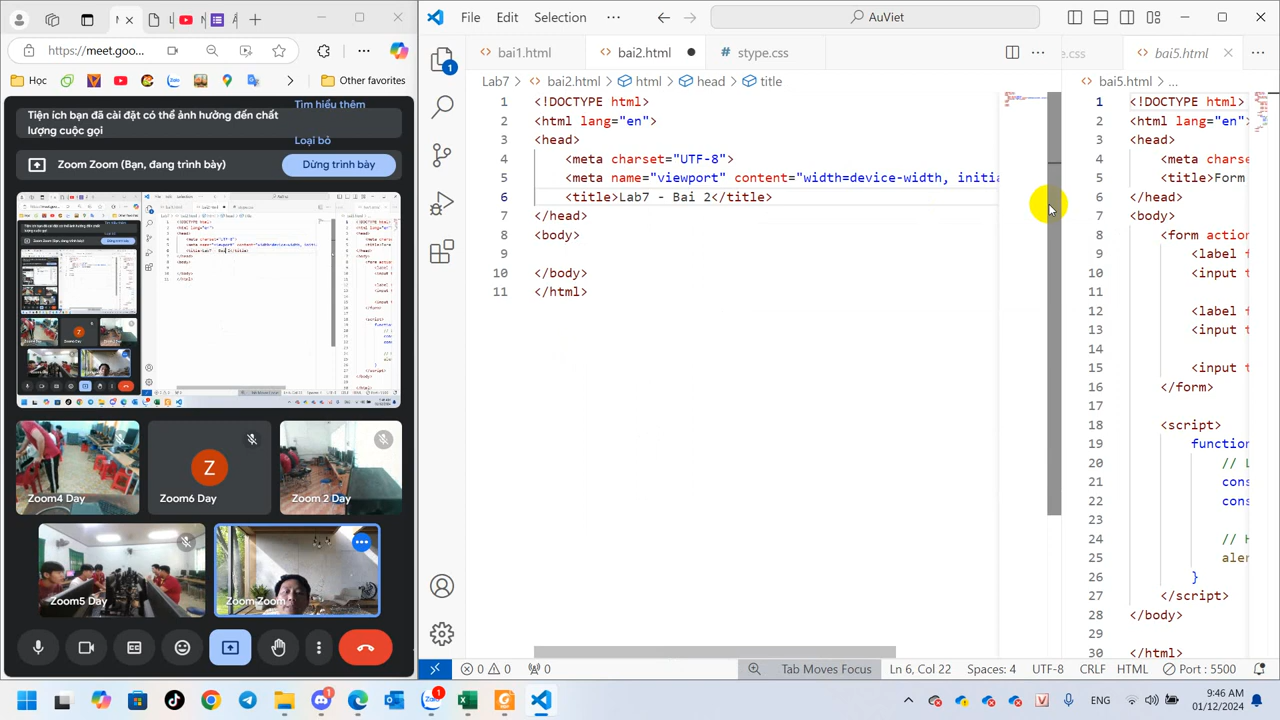 https://meet.goo...
Hoc
Other favorites
Tìm hiểu thêm
Tiện ích bạn đã cài đặt có thể ảnh hưởng đến chất
lượng cuộc gọi
Loại bỏ
Zoom Zoom (Bạn, đang trình bày)
Dừng trình bày
Zoom4 Day
Z
Zoom6 Day
Zoom 2 Day
Zoom5 Day
Zoom Zoom
File Edit Selection ··· AuViet
1
bai1.html bai2.html stype.css
Lab7 > bai2.html > html > head > title
1 <!DOCTYPE html>
2 <html lang="en">
3 <head>
4 <meta charset="UTF-8">
5 <meta name="viewport" content="width=device-width, initia
6 <title>Lab7 - Bai 2</title>
7 </head>
8 <body>
9
10 </body>
11 </html>
css bai5.html
bai5.html > ...
1 <!DOCTYPE html>
2 <html lang="en"
3 <head>
4 <meta charse
5 <title>Form
6 </head>
7 <body>
8 <form action
9 <label f
10 <input t
11
12 <label f
13 <input t
14
15 <input t
16 </form>
17
18 <script>
19 function
20 // L
21 cons
22 cons
23
24 // H
25 aler
26 }
27 </script>
28 </body>
29
30 </html>
0 0 0 Tab Moves Focus Ln 6, Col 22 Spaces: 4 UTF-8 CRLF HTML Port : 5500
1 1 ENG 9:46 AM
01/12/2024